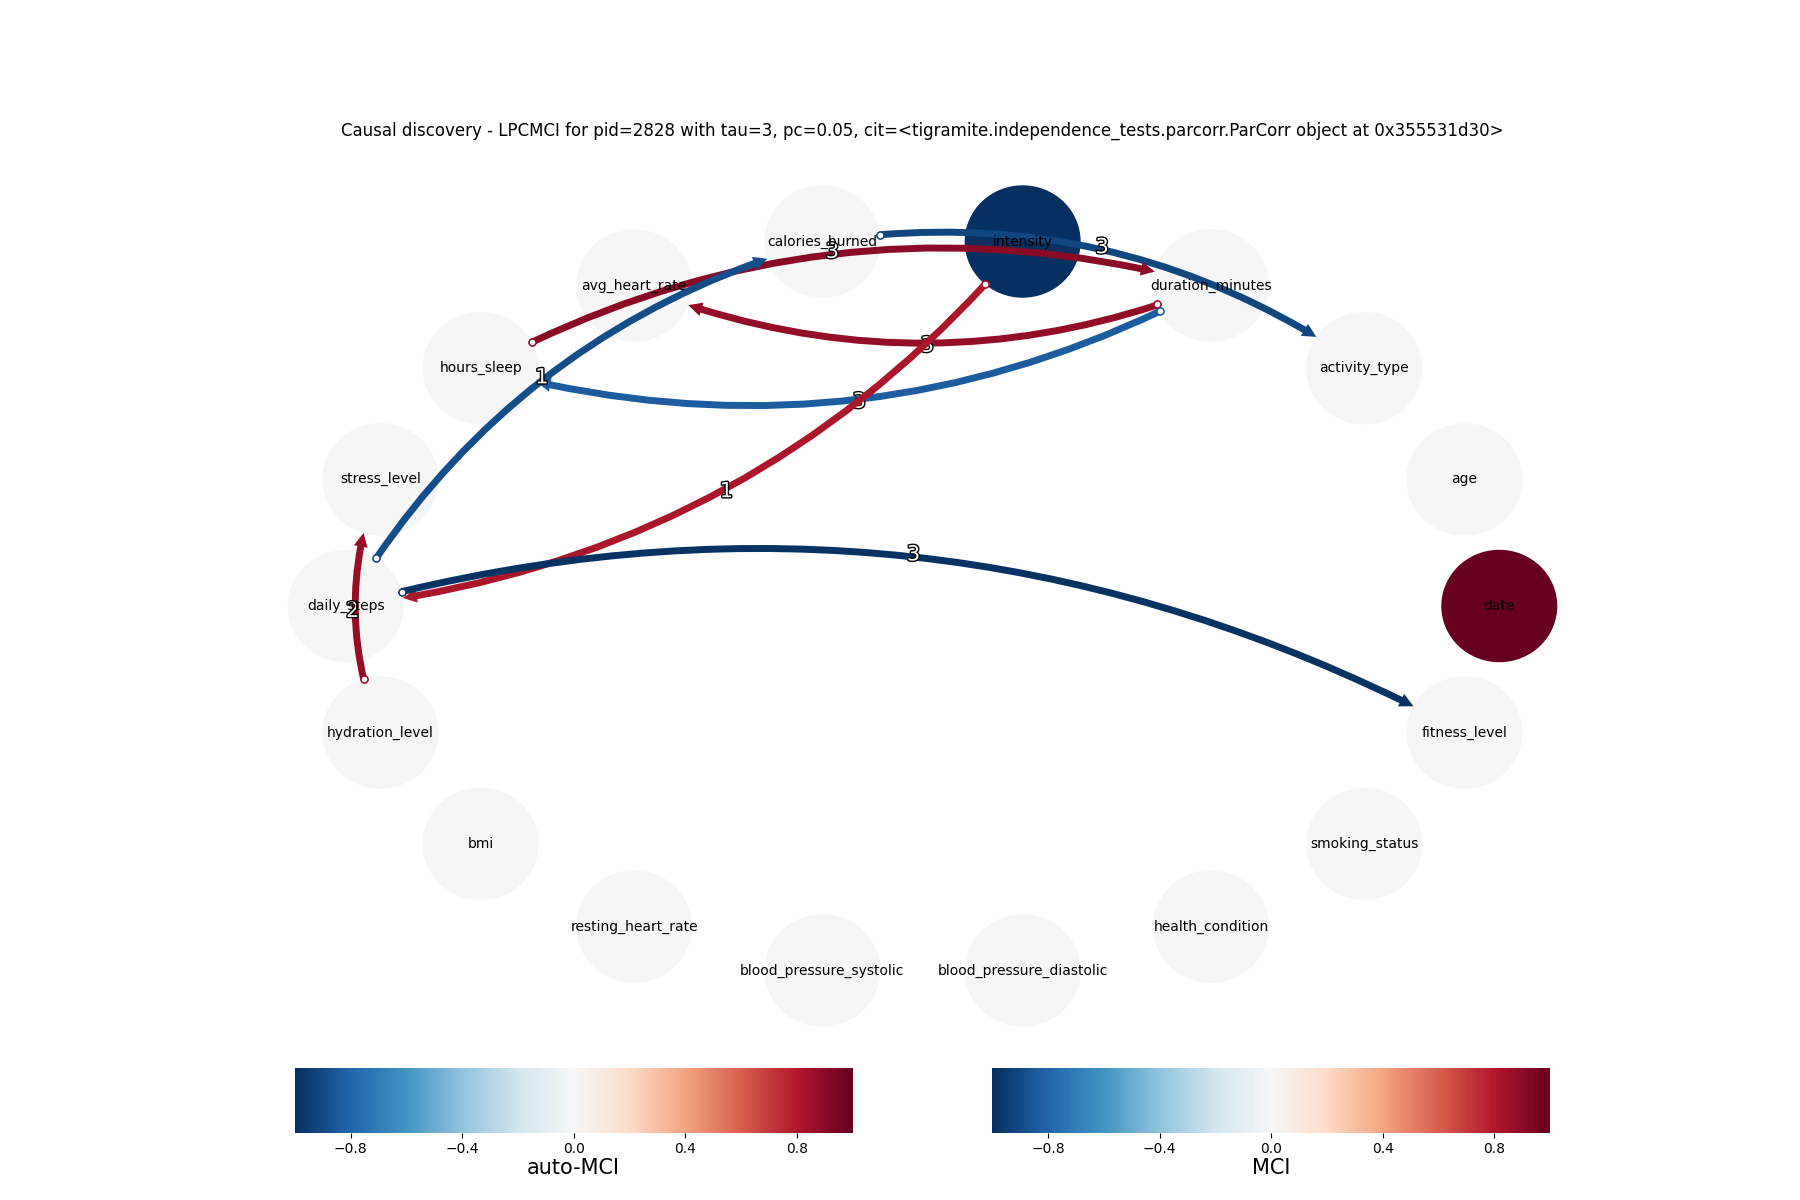 Causal discovery - LPCMCI for pid=2828 with tau=3, pc=0.05, cit=<tigramite.independence_tests.parcorr.ParCorr object at 0x355531d30>
calories_burned
intensity
3
3
avg_heart_rate
duration_minutes
3
hours_sleep
activity_type
1
3
stress_level
age
1
3
daily_steps
2
date
hydration_level
fitness_level
bmi
smoking_status
resting_heart_rate
health_condition
blood_pressure_systolic
blood_pressure_diastolic
−0.8 −0.4 0.0 0.4 0.8
auto-MCI
−0.8 −0.4 0.0 0.4 0.8
MCI